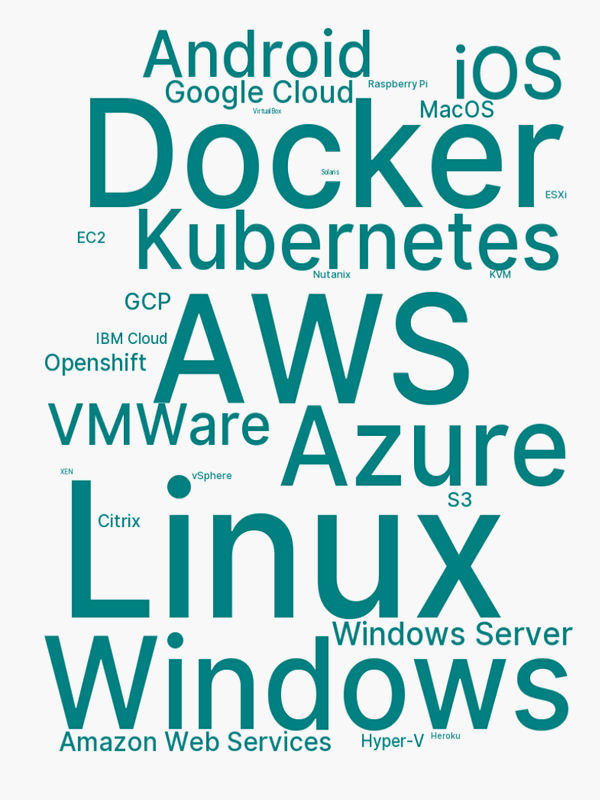 Android
iOS
Google Cloud
Raspberry Pi
MacOS
VirtualBox
Docker
Solaris
ESXi
Kubernetes
EC2
Nutanix
KVM
GCP
AWS
IBM Cloud
Openshift
VMWare
Azure
XEN
vSphere
S3
Linux
Citrix
Windows Server
Windows
Amazon Web Services
Hyper-V
Heroku